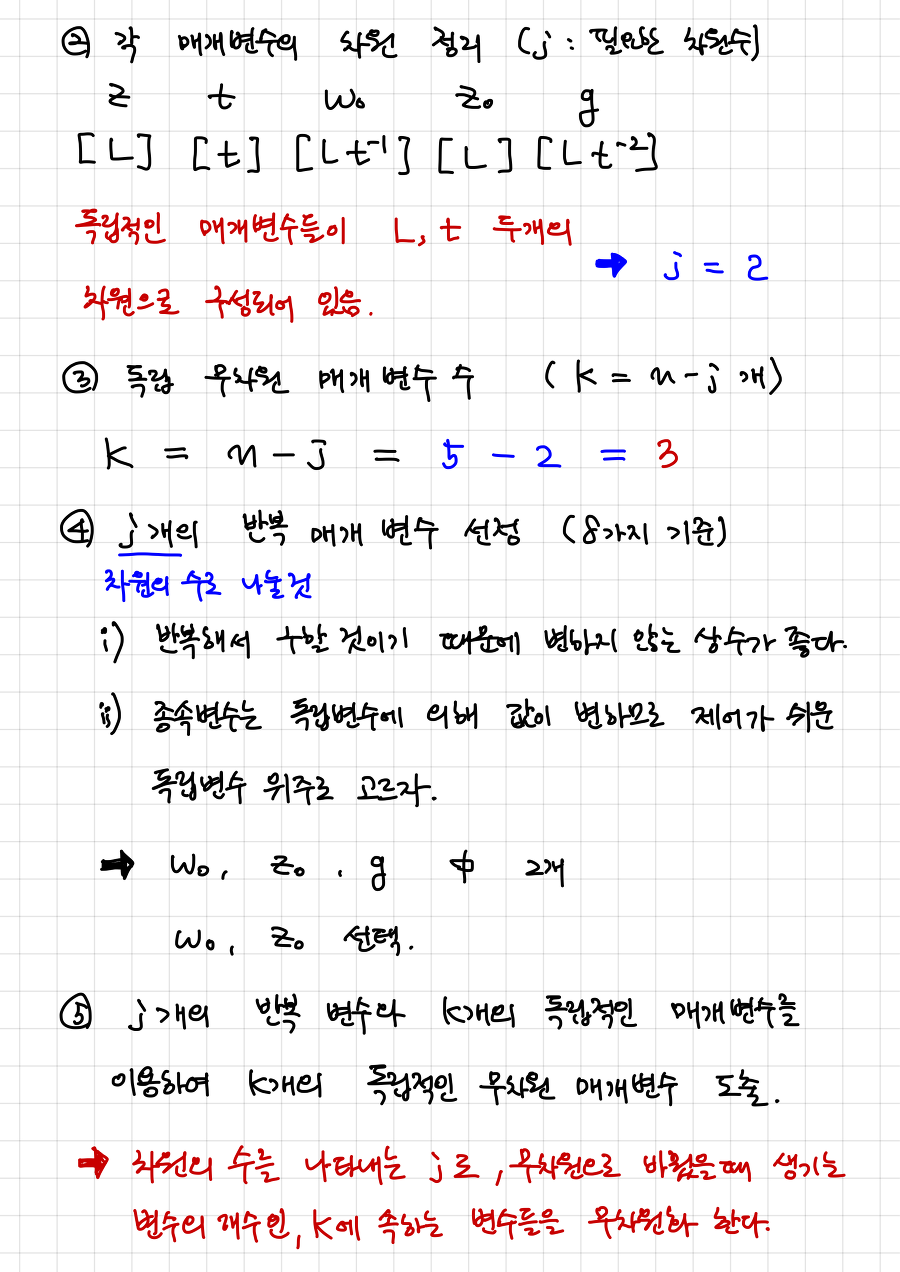 ② 각 매개변수의 차원 정리 (j : 필요한 차원수)
z t w₀ z₀ g
[L] [t] [Lt⁻¹] [L] [Lt⁻²]
독립적인 매개변수들이 L, t 두개의
→ j = 2
차원으로 구성되어 있음.
③ 독립 무차원 매개 변수 수 (k = n - j 개)
k = n - j = 5 - 2 = 3
④ j개의 반복 매개 변수 선정 (8가지 기준)
차원의 수로 나눌것
i) 반복해서 구할 것이기 때문에 변하지 않는 상수가 좋다.
ii) 종속변수는 독립변수에 의해 값이 변하므로 제어가 쉬운
독립변수 위주로 고르자.
→ w₀, z₀, g 中 2개
w₀, z₀ 선택.
⑤ j개의 반복 변수와 k개의 독립적인 매개변수를
이용하여 k개의 독립적인 무차원 매개변수 도출.
→ 차원의 수를 나타내는 j로, 무차원으로 바꿨을때 생기는
변수의 개수인, k에 속하는 변수들을 무차원화 한다.